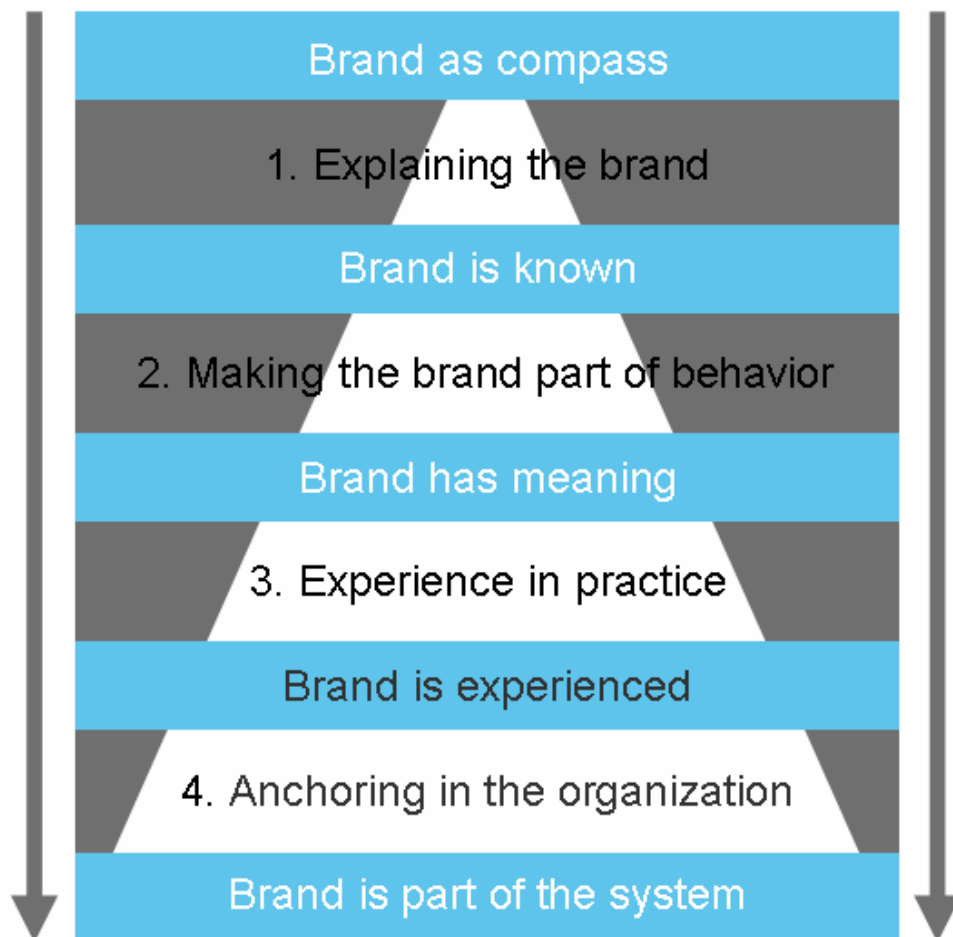 Brand as compass
1. Explaining the brand
Brand is known
2. Making the brand part of behavior
Brand has meaning
3. Experience in practice
Brand is experienced
4. Anchoring in the organization
Brand is part of the system